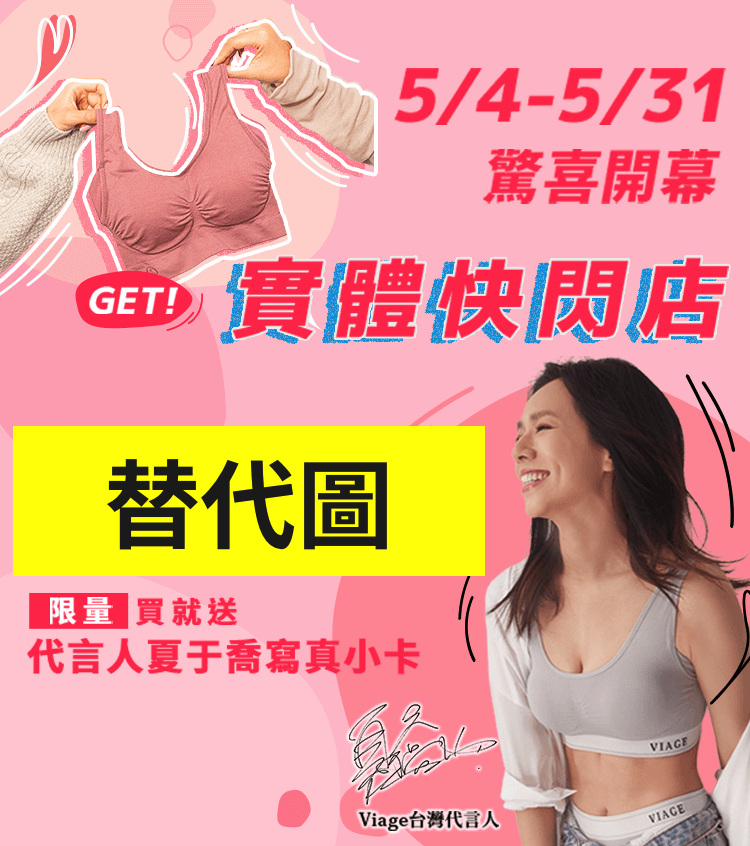 5/4-5/31
驚喜開幕
GET!
實體快閃店
替代圖
限量 買就送
代言人夏于喬寫真小卡
VIAGE
Viage台灣代言人
VIAGE